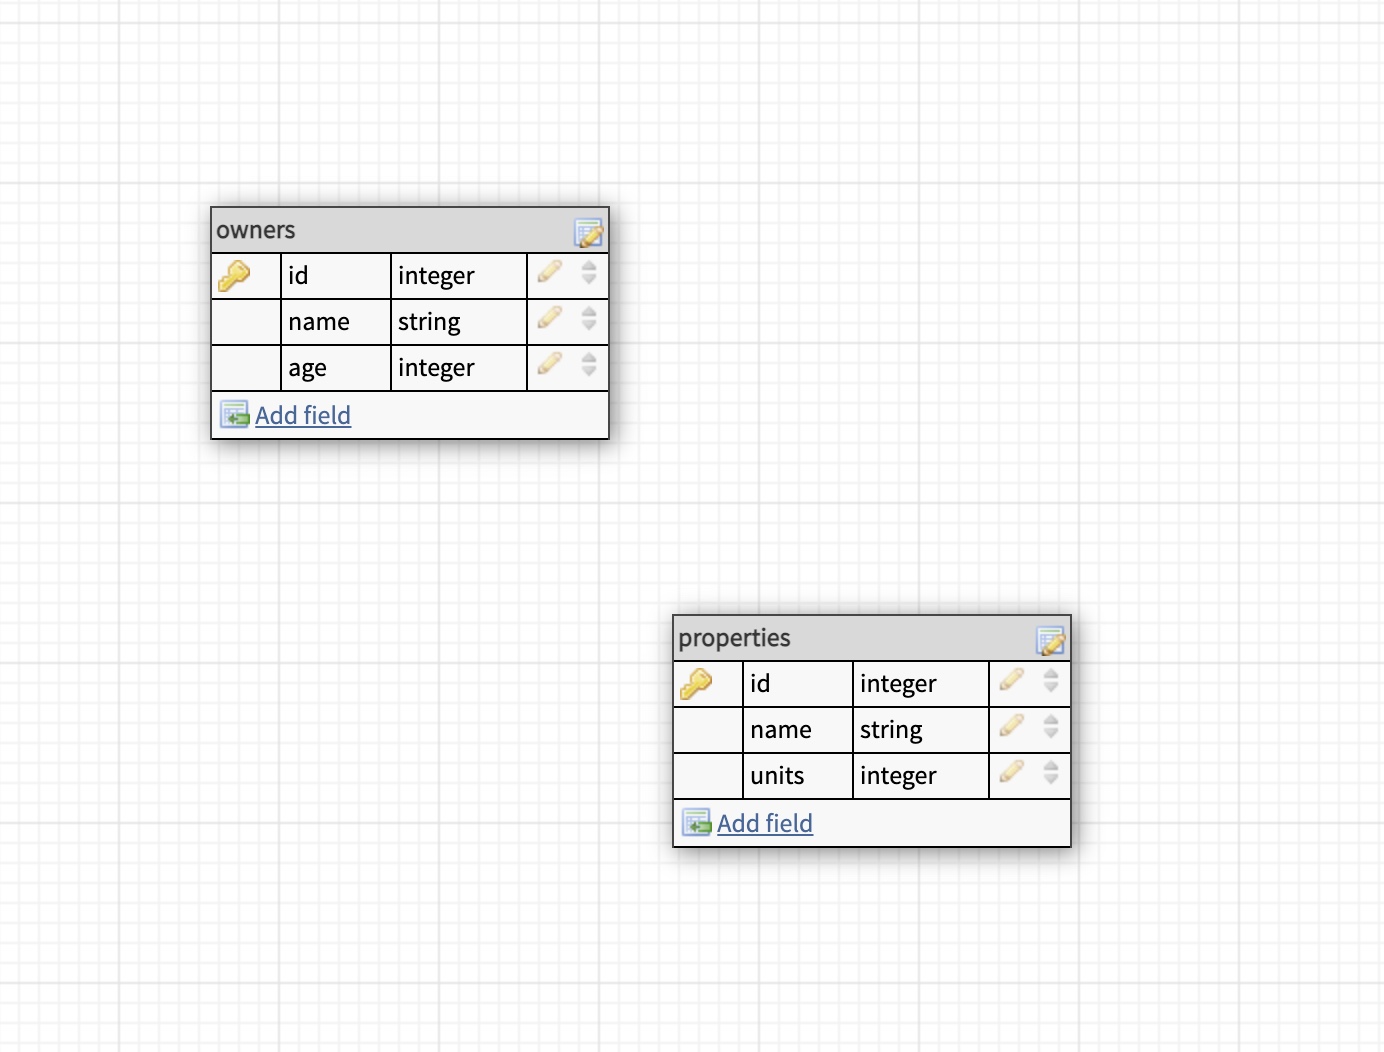 owners
id integer
name string
age integer
Add field
properties
id integer
name string
units integer
Add field